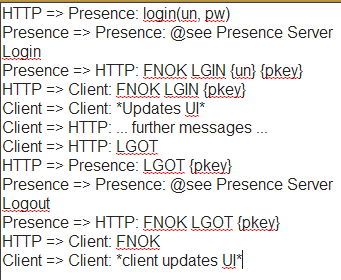 HTTP => Presence: login(un, pw)
Presence => Presence: @see Presence Server
Login
Presence => HTTP: FNOK LGIN {un} {pkey}
HTTP => Client: FNOK LGIN {pkey}
Client => Client: *Updates UI*
Client => HTTP: ... further messages ...
Client => HTTP: LGOT
HTTP => Presence: LGOT {pkey}
Presence => Presence: @see Presence Server
Logout
Presence => HTTP: FNOK LGOT {pkey}
HTTP => Client: FNOK
Client => Client: *client updates UI*